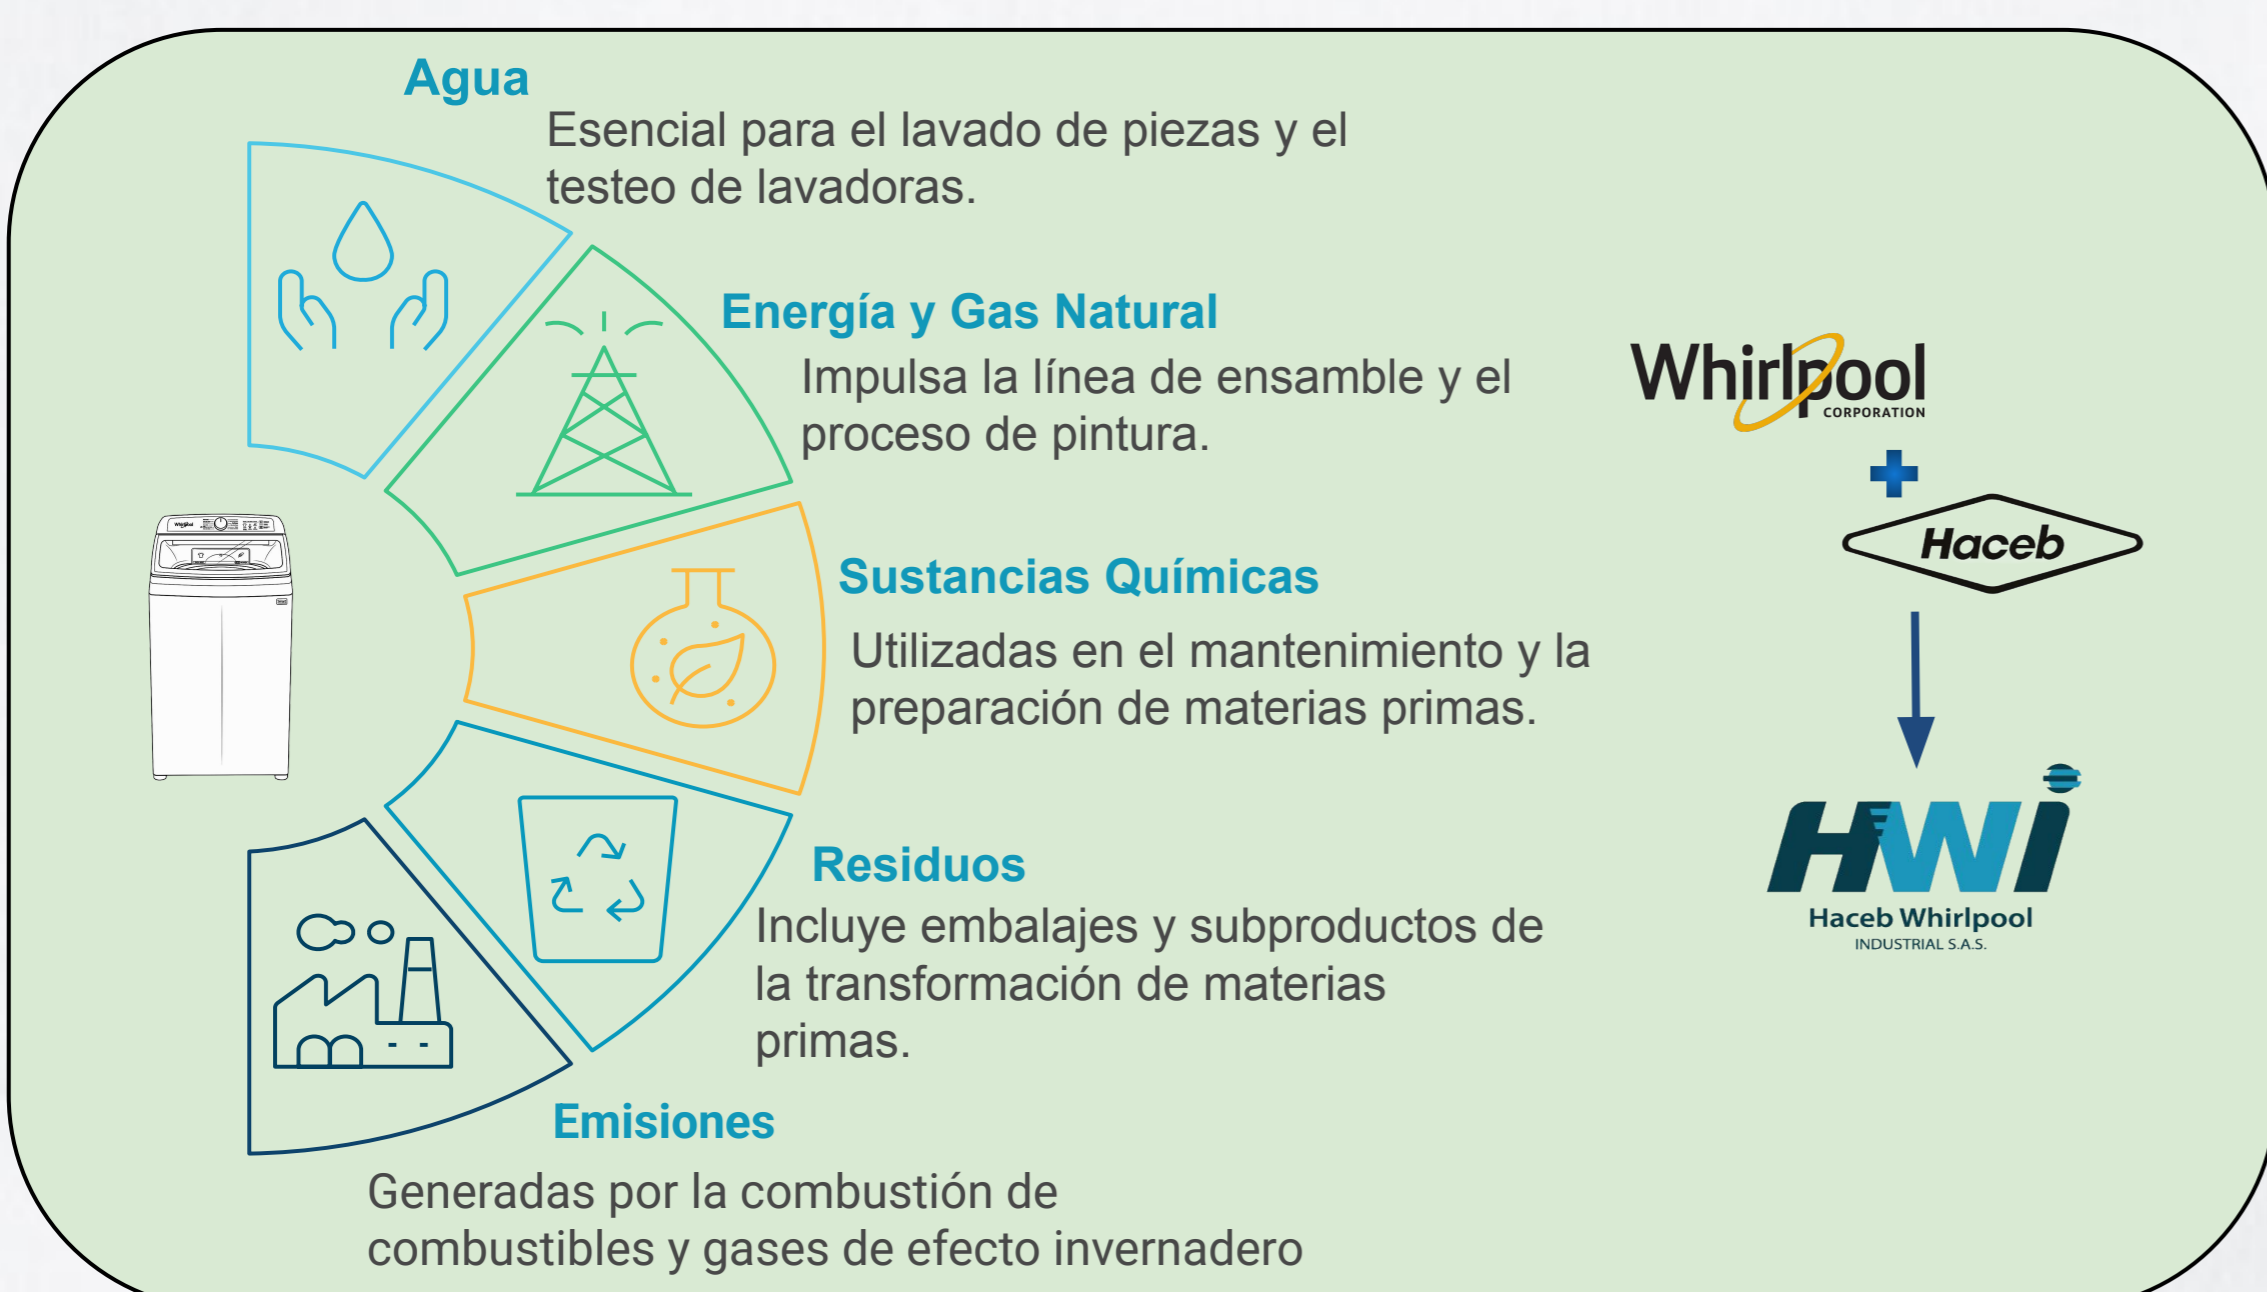 Agua
Esencial para el lavado de piezas y el
testeo de lavadoras.
Energía y Gas Natural
Impulsa la línea de ensamble y el
proceso de pintura.
Sustancias Químicas
Utilizadas en el mantenimiento y la
preparación de materias primas.
Residuos
Incluye embalajes y subproductos de
la transformación de materias
primas.
Emisiones
Generadas por la combustión de
combustibles y gases de efecto invernadero
Whirlpool
Whirlpool
CORPORATION
Haceb
HWi
Haceb Whirlpool
INDUSTRIAL S.A.S.